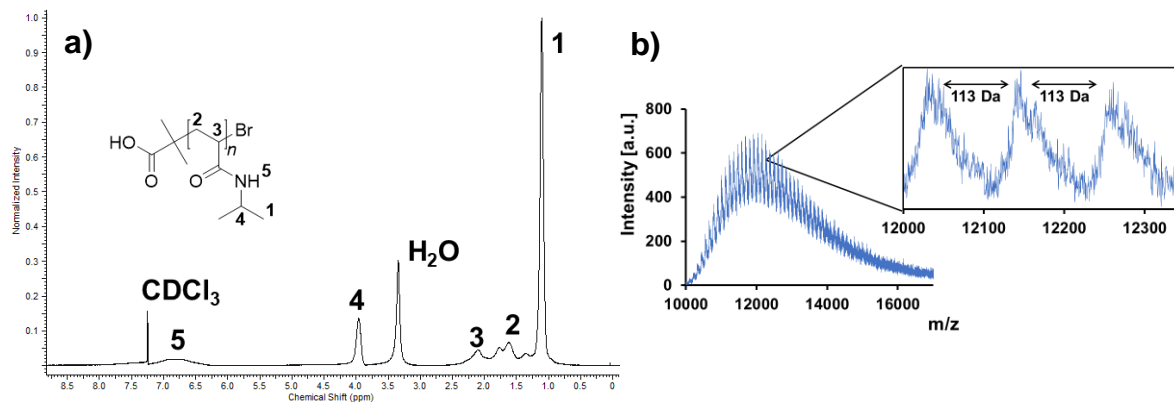 a)
1
Normalized Intensity
1.0
0.9
0.8
0.7
0.6
0.5
0.4
0.3
0.2
0.1
2
3
Br
HO
n
O
O
NH
5
4
1
CDCl₃
5
4
H₂O
3
2
8.5 8.0 7.5 7.0 6.5 6.0 5.5 5.0 4.5 4.0 3.5 3.0 2.5 2.0 1.5 1.0 0.5 0
Chemical Shift (ppm)
b)
113 Da 113 Da
12000 12100 12200 12300
Intensity [a.u.]
800
600
400
200
0
10000 12000 14000 16000
m/z